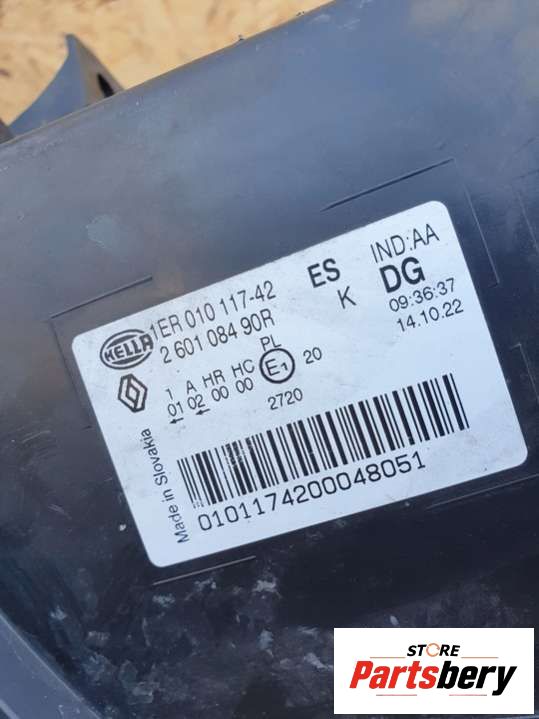 HELLA
1ER 010 117-42
2 601 084 90R
ES
K
IND:AA
DG
09:36:37
14.10.22
1 A HR HC PL
01 02 00 00
E1
20
2720
Made in Slovakia
0101174200048051
STORE
Partsbery